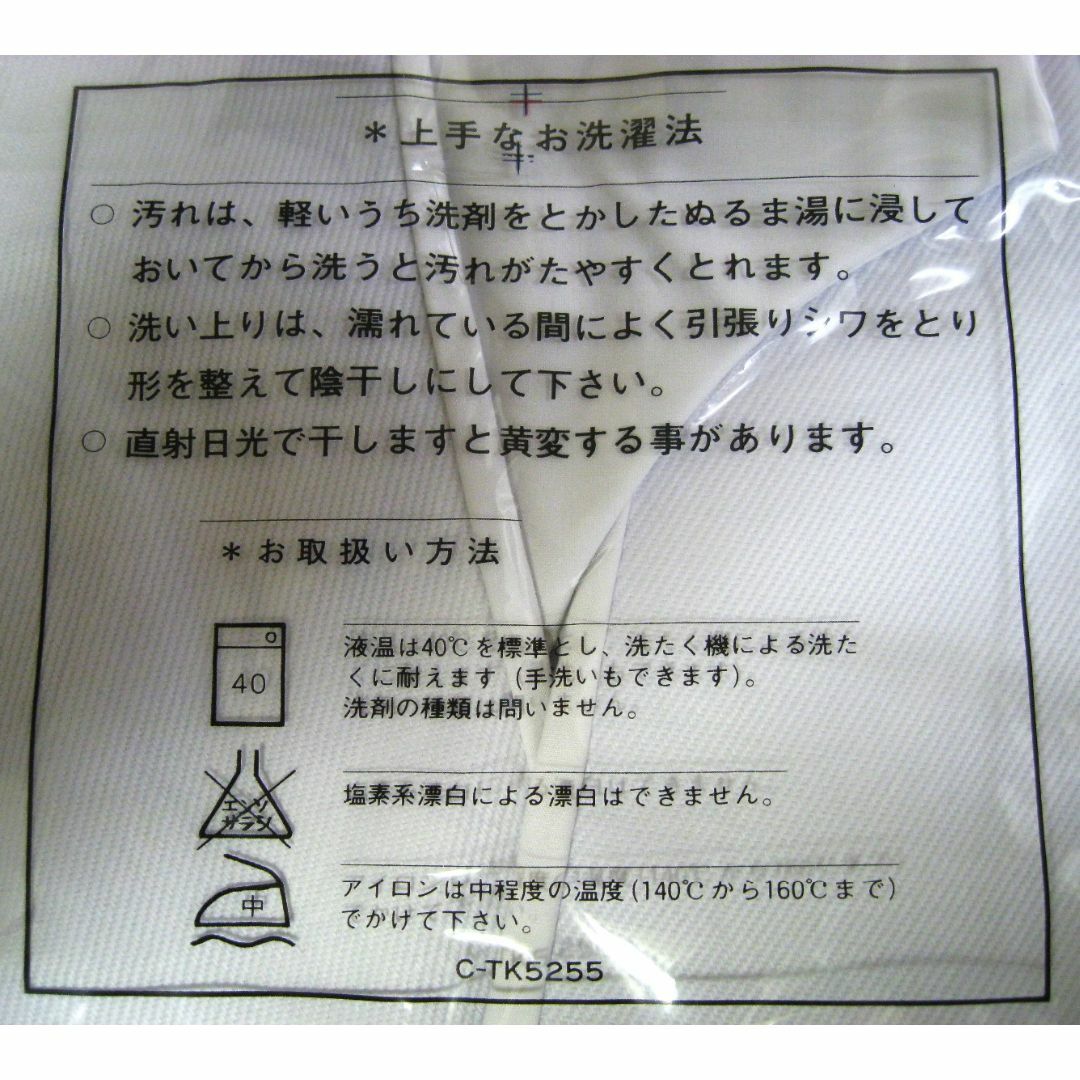 *上手なお洗濯法
○ 汚れは、軽いうち洗剤をとかしたぬるま湯に浸して
おいてから洗うと汚れがたやすくとれます。
○ 洗い上りは、濡れている間によく引張りシワをとり
形を整えて陰干しにして下さい。
○ 直射日光で干しますと黄変する事があります。
*お取扱い方法
40
液温は40℃を標準とし、洗たく機による洗た
くに耐えます (手洗いもできます)。
洗剤の種類は問いません。
エンソ
サラシ
塩素系漂白による漂白はできません。
中
アイロンは中程度の温度(140℃から160℃まで)
でかけて下さい。
C-TK5255